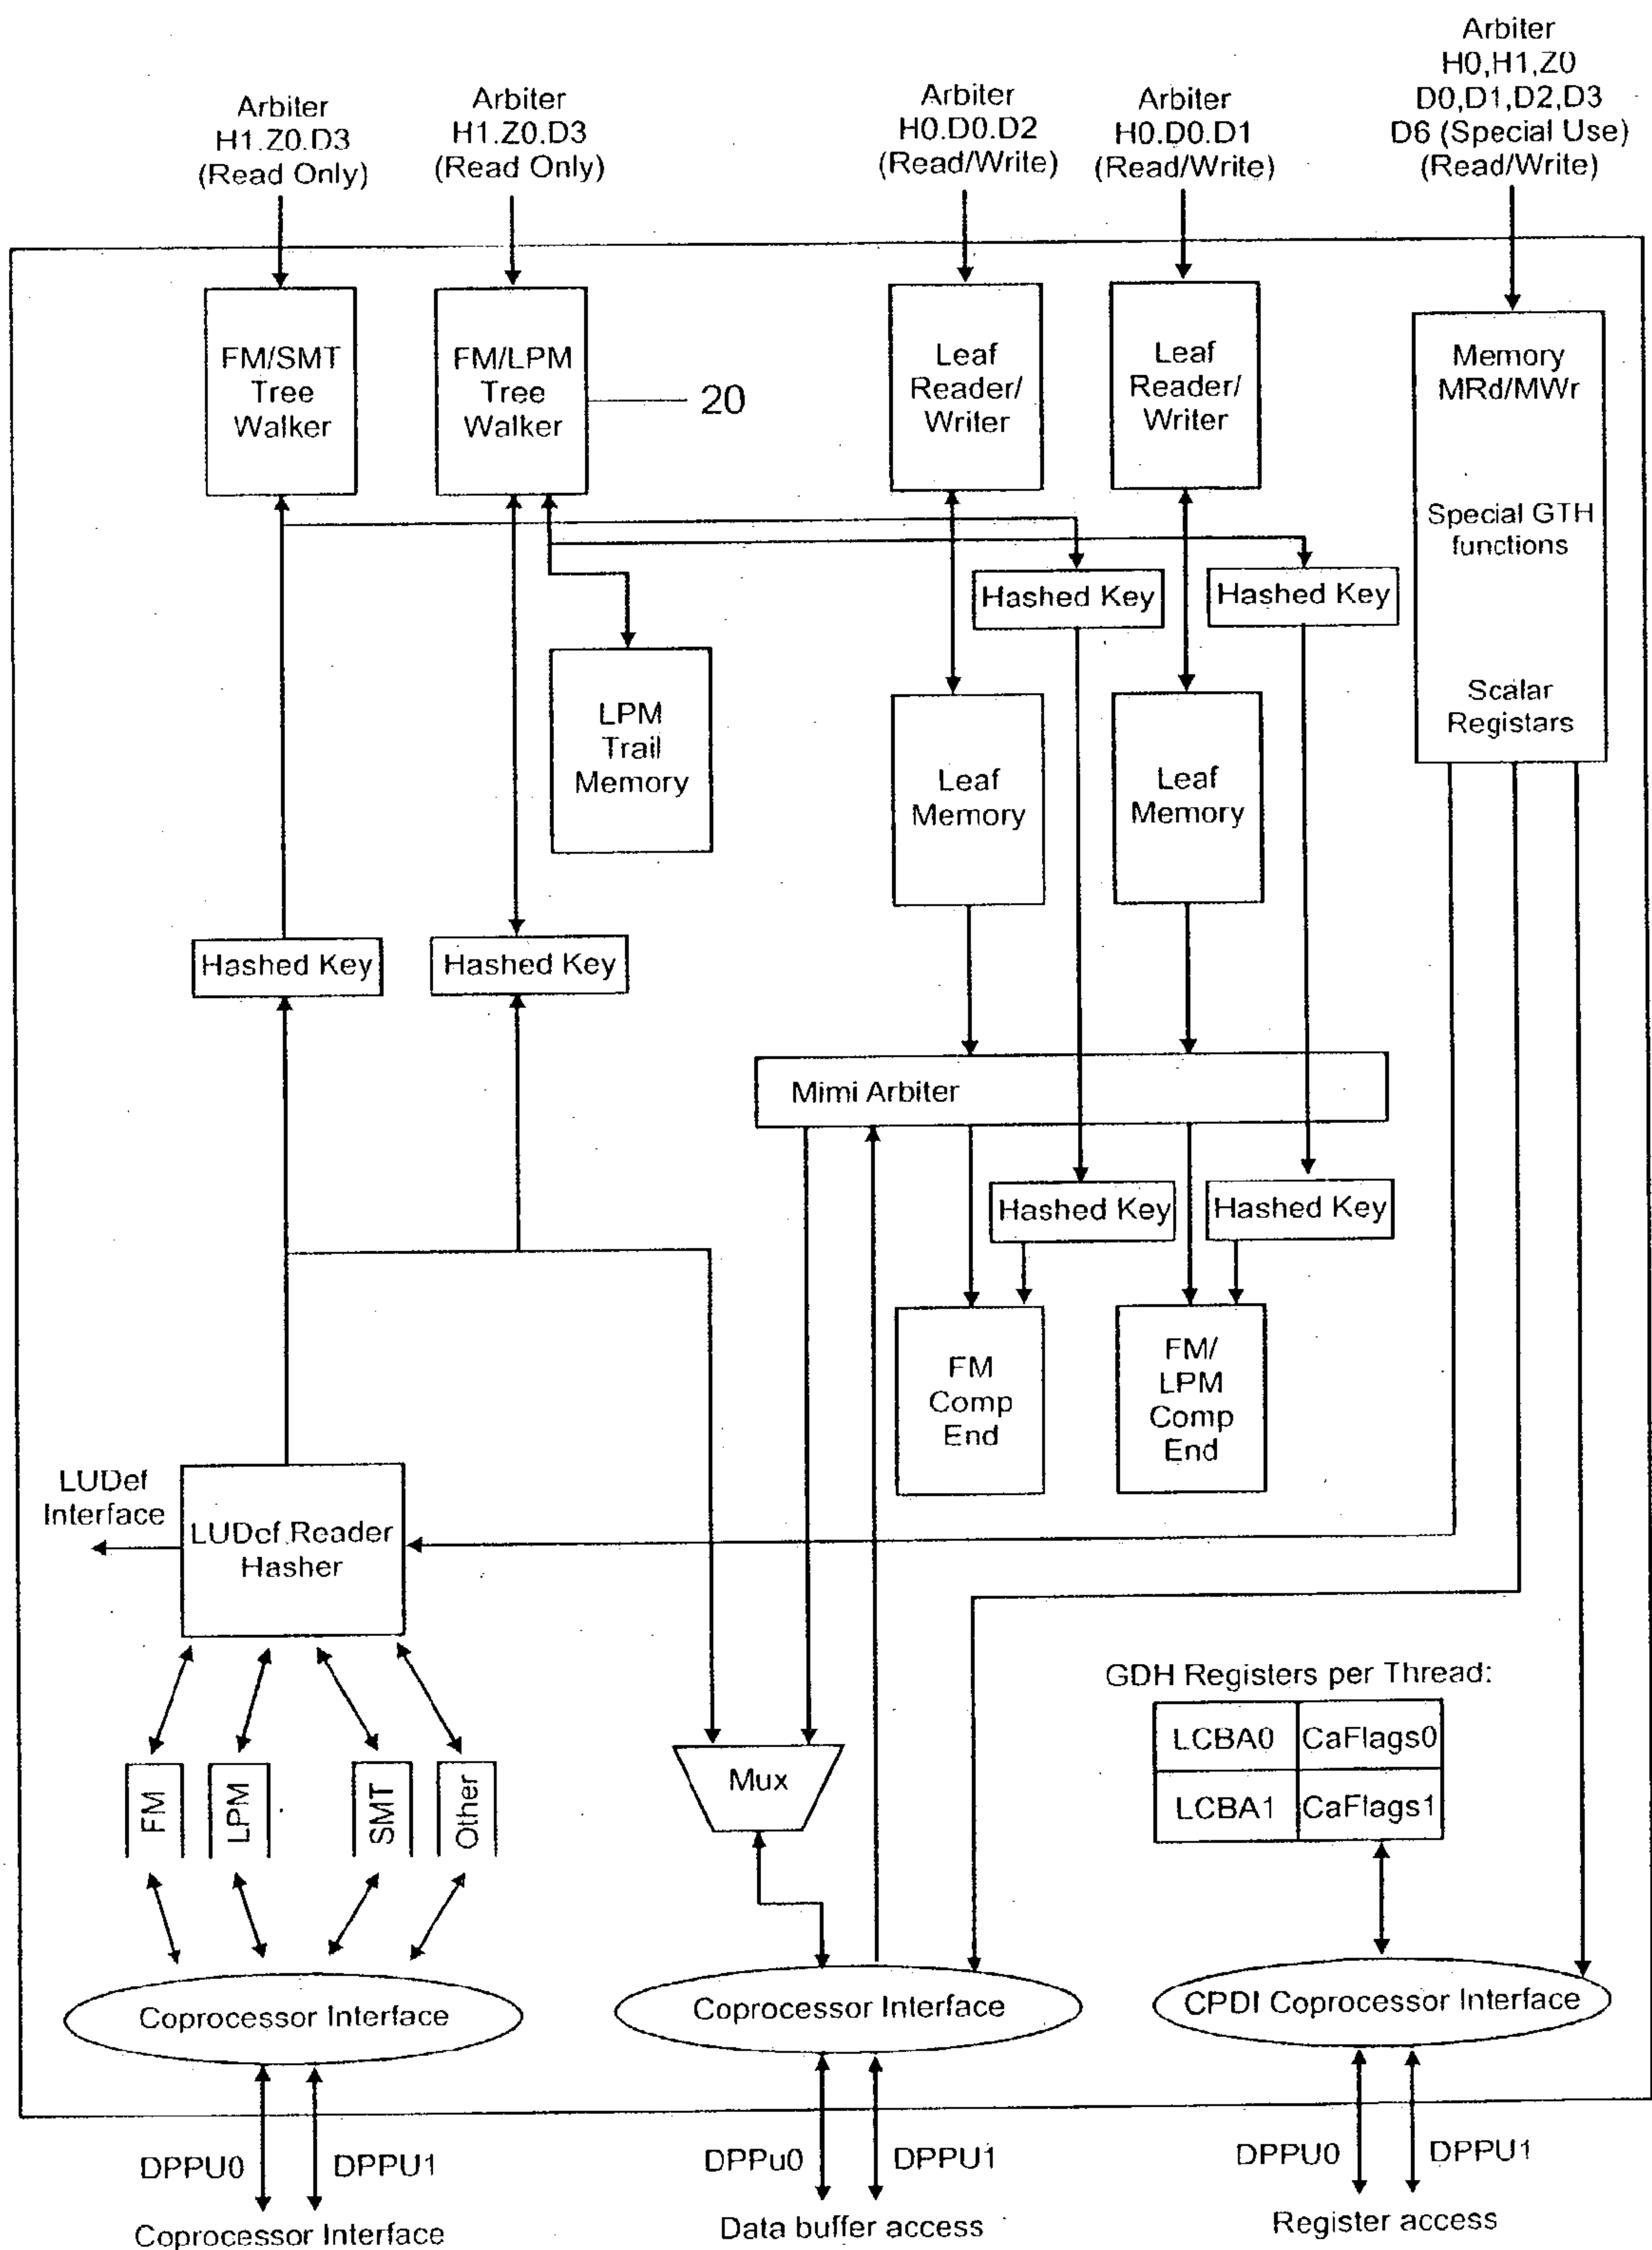 Arbiter
H1.Z0.D3
(Read Only)
Arbiter
H1.Z0.D3
(Read Only)
Arbiter
H0.D0.D2
(Read/Write)
Arbiter
H0.D0.D1
(Read/Write)
Arbiter
H0,H1,Z0
D0,D1,D2,D3
D6 (Special Use)
(Read/Write)
FM/SMT
Tree
Walker
FM/LPM
Tree
Walker
20
Leaf
Reader/
Writer
Leaf
Reader/
Writer
Memory
MRd/MWr
Special GTH
functions
Scalar
Registars
Hashed Key
Hashed Key
LPM
Trail
Memory
Leaf
Memory
Leaf
Memory
Hashed Key
Hashed Key
Mimi Arbiter
Hashed Key
Hashed Key
FM
Comp
End
FM/
LPM
Comp
End
LUDef
Interface
LUDef.Reader
Hasher
FM
LPM
SMT
Other
Mux
GDH Registers per Thread:
LCBA0
CaFlags0
LCBA1
CaFlags1
Coprocessor Interface
Coprocessor Interface
CPDI Coprocessor Interface
DPPU0
DPPU1
DPPu0
DPPU1
DPPU0
DPPU1
Coprocessor Interface
Data buffer access
Register access